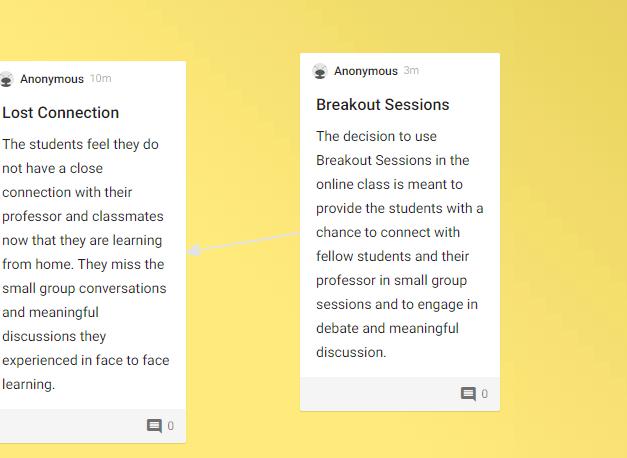 Anonymous 10m
Lost Connection
The students feel they do
not have a close
connection with their
professor and classmates
now that they are learning
from home. They miss the
small group conversations
and meaningful
discussions they
experienced in face to face
learning.
0
Anonymous 3m
Breakout Sessions
The decision to use
Breakout Sessions in the
online class is meant to
provide the students with a
chance to connect with
fellow students and their
professor in small group
sessions and to engage in
debate and meaningful
discussion.
0